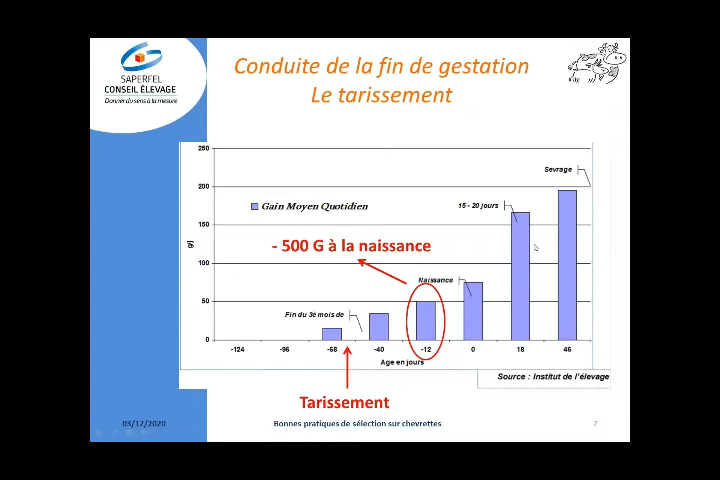 SAPERFEL
CONSEIL ÉLEVAGE
Donner du sens à la mesure
Conduite de la fin de gestation
Le tarissement
250
200
150
100
50
0
g/j
Gain Moyen Quotidien
Sevrage
15 - 20 jours
- 500 G à la naissance
Naissance
Fin du 3è mois de
-124 -96 -68 -40 -12 0 18 46
Age en jours
Source : Institut de l'élevage
Tarissement
03/12/2020
Bonnes pratiques de sélection sur chevrettes
7